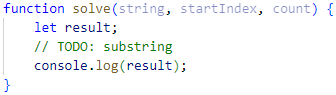 function solve(string, startIndex, count) {
    let result;
    // TODO: substring
    console.log(result);
}